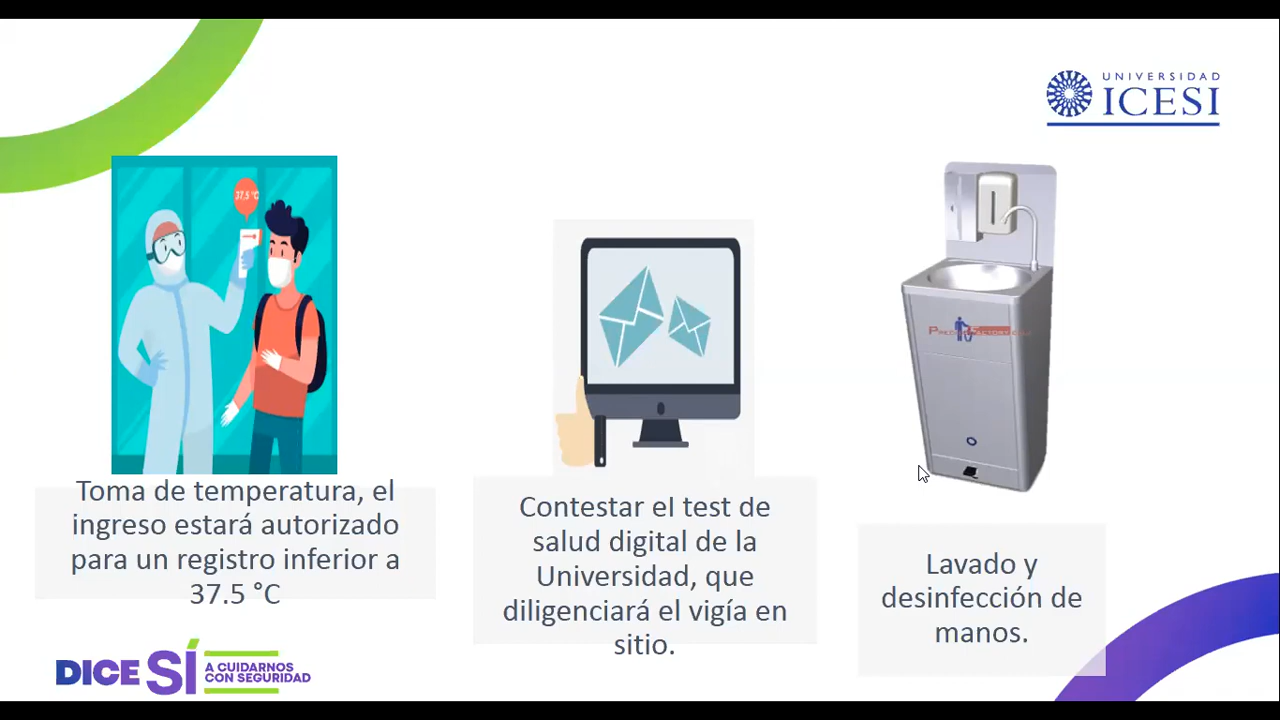 UNIVERSIDAD
ICESI
37.5 °C
Toma de temperatura, el
ingreso estará autorizado
para un registro inferior a
37.5 °C
Contestar el test de
salud digital de la
Universidad, que
diligenciará el vigía en
sitio.
Lavado y
desinfección de
manos.
DICE SÍ
A CUIDARNOS
CON SEGURIDAD